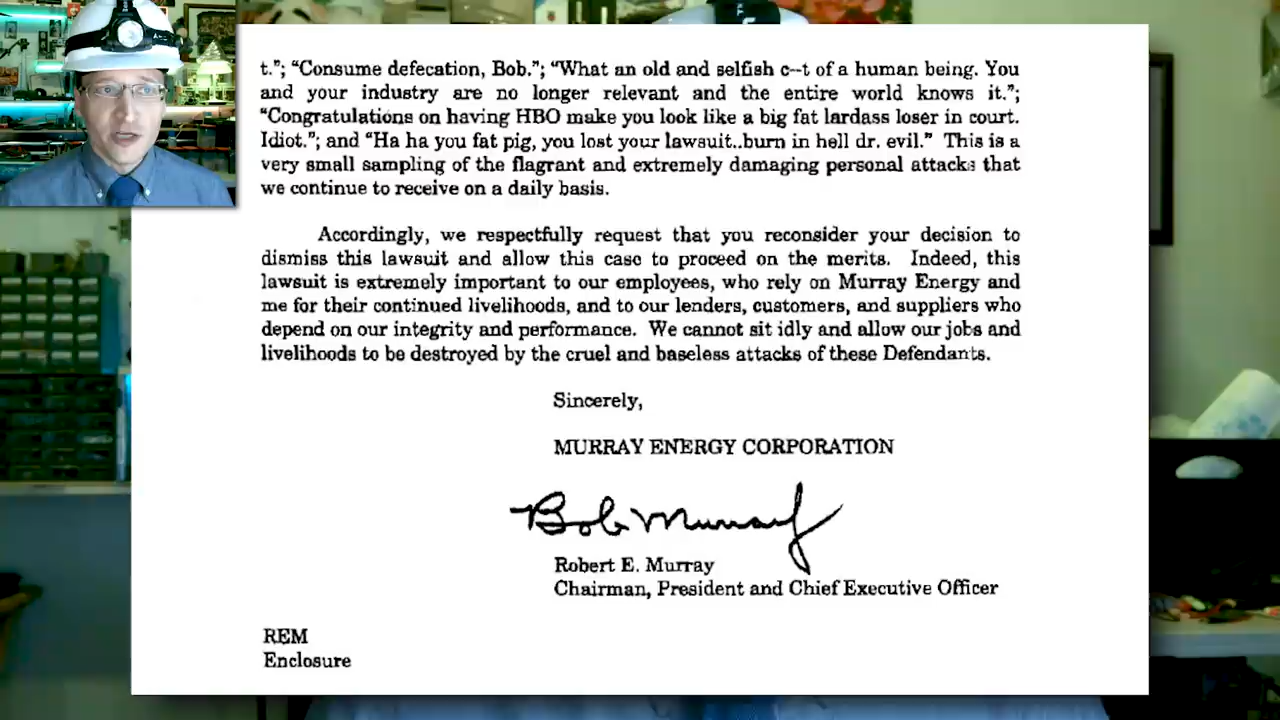 t.”; “Consume defecation, Bob.”; “What an old and selfish c--t of a human being. You
and your industry are no longer relevant and the entire world knows it.”;
“Congratulations on having HBO make you look like a big fat lardass loser in court.
Idiot.”; and “Ha ha you fat pig, you lost your lawsuit..burn in hell dr. evil.” This is a
very small sampling of the flagrant and extremely damaging personal attacks that
we continue to receive on a daily basis.
Accordingly, we respectfully request that you reconsider your decision to
dismiss this lawsuit and allow this case to proceed on the merits. Indeed, this
lawsuit is extremely important to our employees, who rely on Murray Energy and
me for their continued livelihoods, and to our lenders, customers, and suppliers who
depend on our integrity and performance. We cannot sit idly and allow our jobs and
livelihoods to be destroyed by the cruel and baseless attacks of these Defendants.
Sincerely,
MURRAY ENERGY CORPORATION
Bob Murray
Robert E. Murray
Chairman, President and Chief Executive Officer
REM
Enclosure